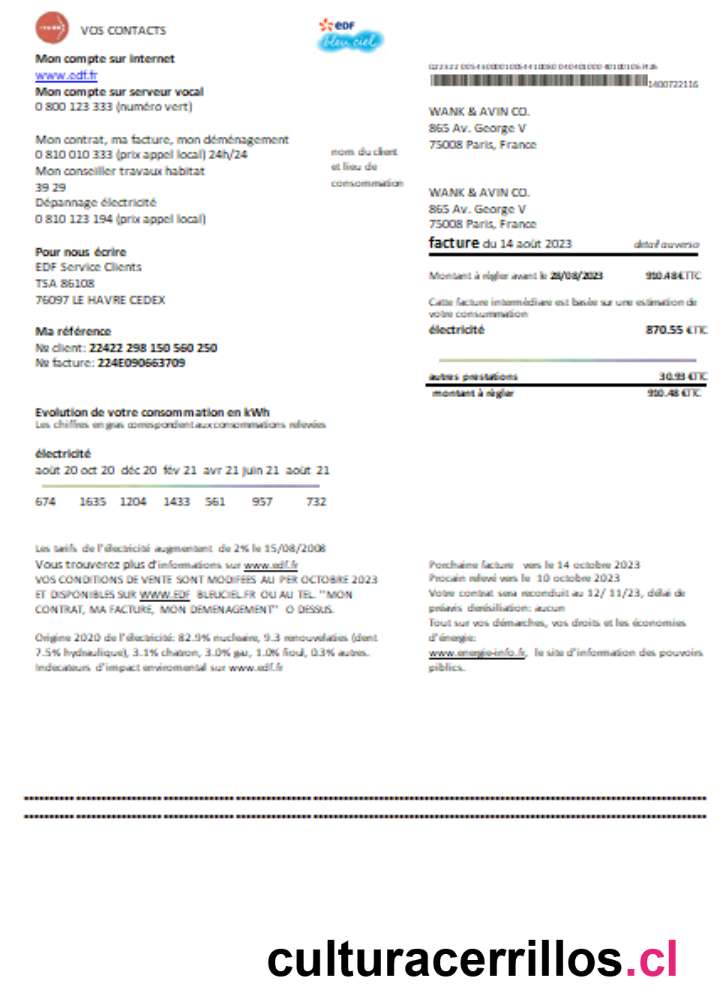 VOS CONTACTS
EDF
bleu ciel
Mon compte sur internet
www.edf.fr
Mon compte sur serveur vocal
0 800 123 333 (numéro vert)
Mon contrat, ma facture, mon déménagement
0 810 010 333 (prix appel local) 24h/24
Mon conseiller travaux habitat
39 29
Dépannage électricité
0 810 123 194 (prix appel local)
Pour nous écrire
EDF Service Clients
TSA 86108
76097 LE HAVRE CEDEX
Ma référence
№ client: 22422 298 150 560 250
№ facture: 224E090663709
nom du client
et lieu de
consommation
1400722116
WANK & AVIN CO.
865 Av. George V
75008 Paris, France
WANK & AVIN CO.
865 Av. George V
75008 Paris, France
facture du 14 août 2023 detail auverso
Montant à règler avant le 28/08/2023 910.48€TTC
Catte facture intermédiare est basée sur une estimation de
votre consummation
électricité 870.55 €TTC
autres prestations 30.93 €TTC
montant à règler 910.48 €TTC
Evolution de votre consommation en kWh
Les chiffres en gras correspondent aux consommations relevées
électricité
août 20 oct 20 déc 20 fév 21 avr 21 juin 21 août 21
674 1635 1204 1433 561 957 732
Les tarifs de l'électricité augmentent de 2% le 15/08/2008
Vous trouverez plus d'informations sur www.edf.fr
VOS CONDITIONS DE VENTE SONT MODIFEES AU PER OCTOBRE 2023
ET DISPONIBLES SUR WWW.EDF BLEUCIEL.FR OU AU TEL. "MON
CONTRAT, MA FACTURE, MON DEMENAGEMENT" O DESSUS.
Origine 2020 de l'électricité: 82.9% nucleaire, 9.3 renouvelaties (dent
7.5% hydraulique), 3.1% chatron, 3.0% gaz, 1.0% fioul, 0.3% autres.
Indecateurs d'impact enviromental sur www.edf.fr
Porchaine facture vers le 14 octobre 2023
Procain relevé vers le 10 octobre 2023
Votre contrat sera reconduit au 12/ 11/23, délai de
préavis derésiliation: aucun
Tout sur vos démarches, vos droits et les économies
d'énergie:
www.energie-info.fr, le site d'information des pouvoirs
piblics.
culturacerrillos.cl